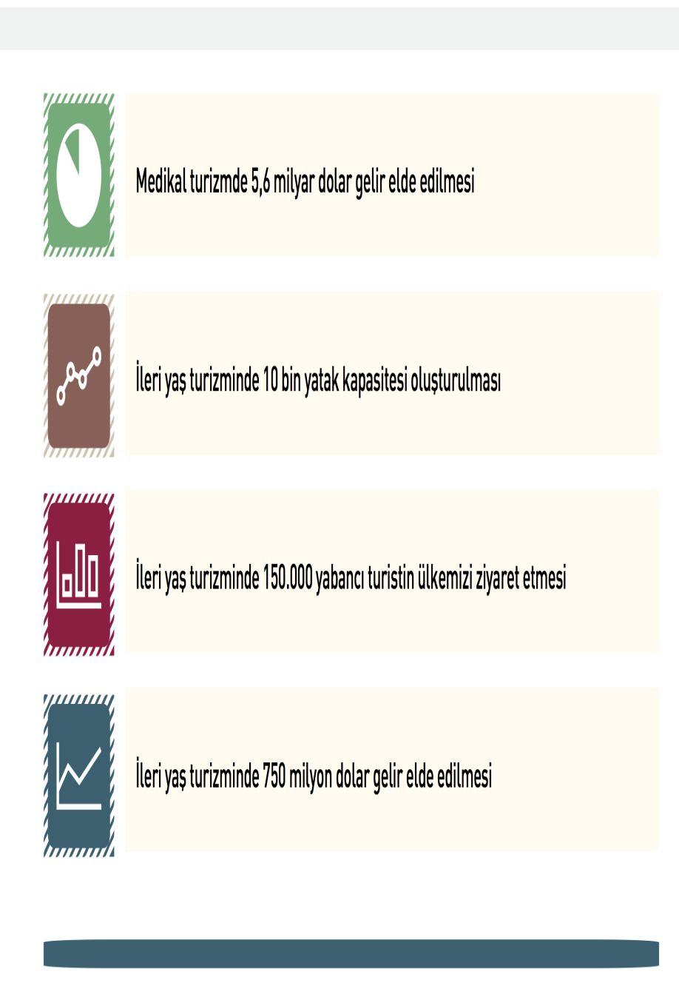 Medikal turizmde 5,6 milyar dolar gelir elde edilmesi
İleri yaş turizminde 10 bin yatak kapasitesi oluşturulması
İleri yaş turizminde 150.000 yabancı turistin ülkemizi ziyaret etmesi
İleri yaş turizminde 750 milyon dolar gelir elde edilmesi